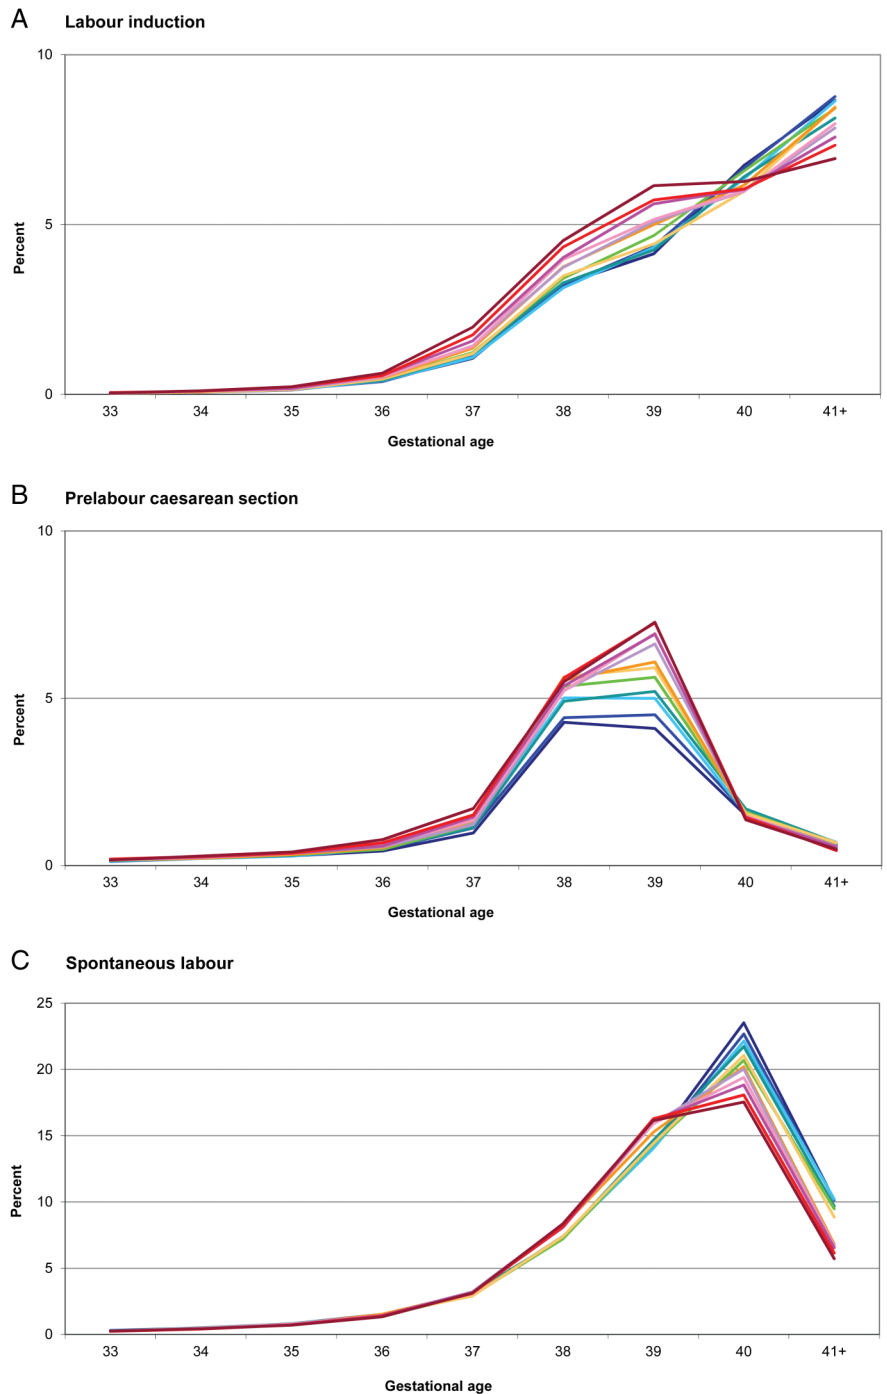 A Labour induction
10
5
0
Percent
33 34 35 36 37 38 39 40 41+
Gestational age
B Prelabour caesarean section
10
5
0
Percent
33 34 35 36 37 38 39 40 41+
Gestational age
C Spontaneous labour
25
20
15
10
5
0
Percent
33 34 35 36 37 38 39 40 41+
Gestational age